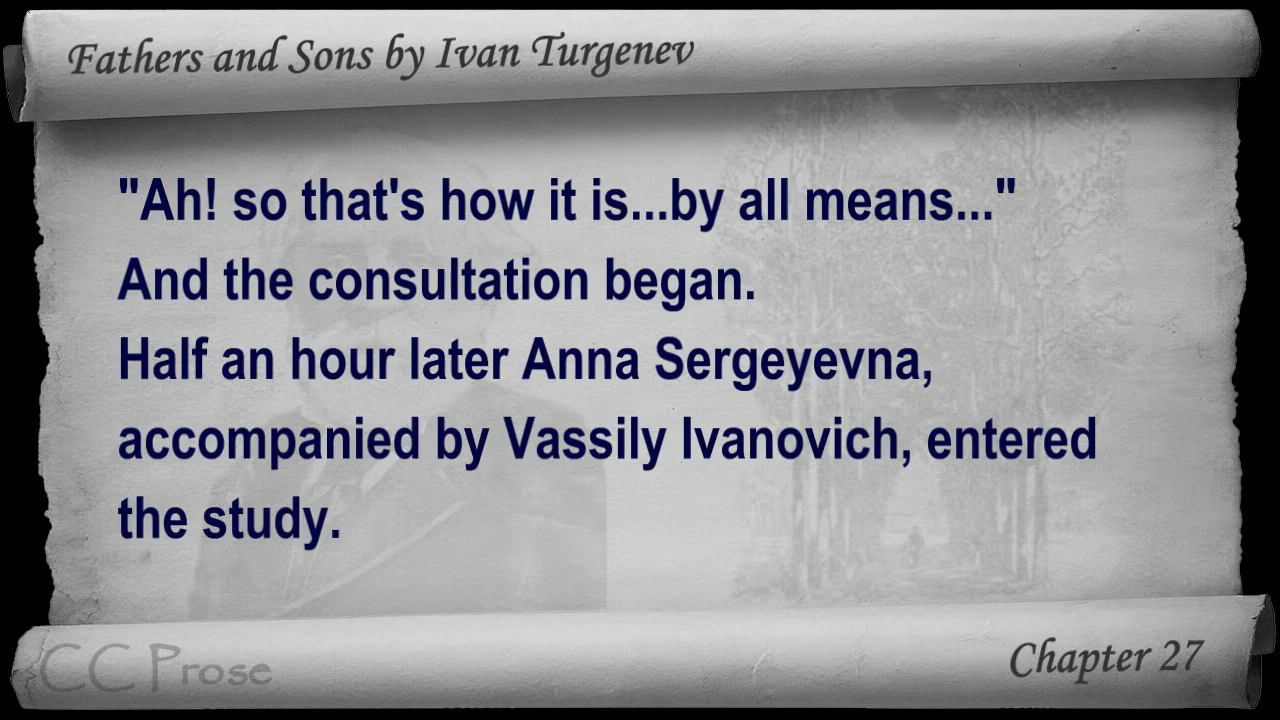 Fathers and Sons by Ivan Turgenev
"Ah! so that's how it is...by all means..."
And the consultation began.
Half an hour later Anna Sergeyevna,
accompanied by Vassily Ivanovich, entered
the study.
CC Prose
Chapter 27